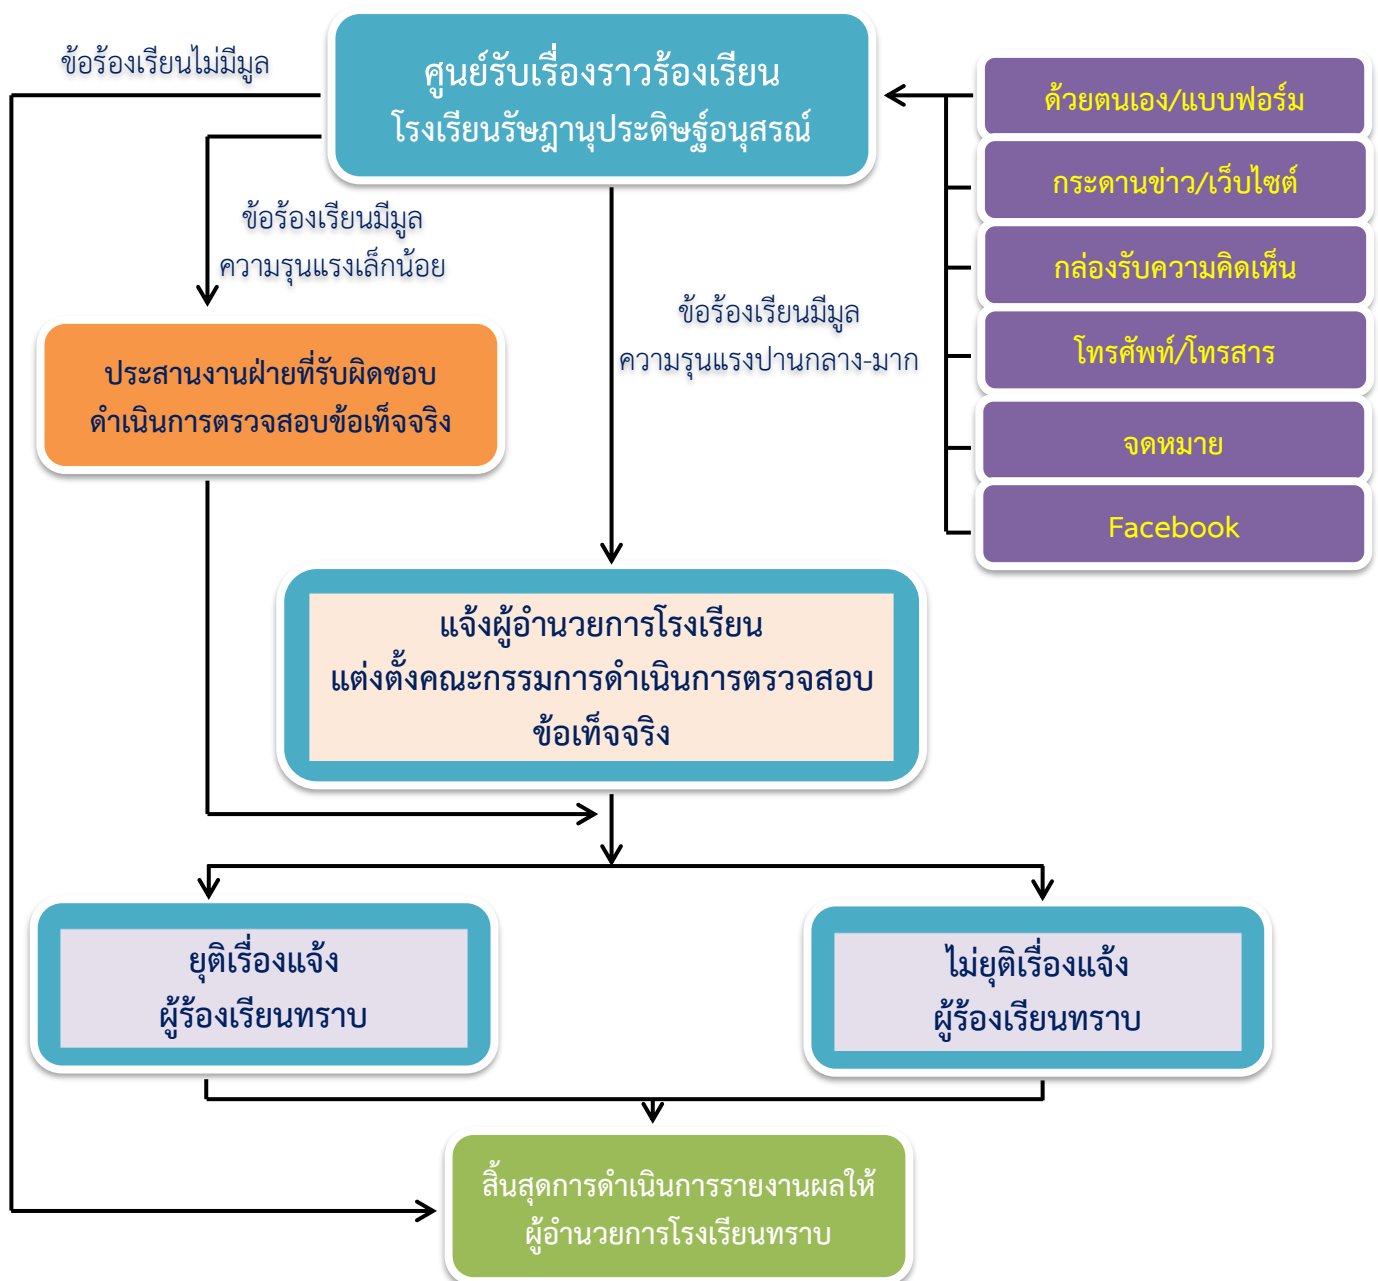 ข้อร้องเรียนไม่มีมูล
ศูนย์รับเรื่องราวร้องเรียน
โรงเรียนรัษฎานุประดิษฐ์อนุสรณ์
ด้วยตนเอง/แบบฟอร์ม
กระดานข่าว/เว็บไซต์
กล่องรับความคิดเห็น
โทรศัพท์/โทรสาร
จดหมาย
Facebook
ข้อร้องเรียนมีมูล
ความรุนแรงเล็กน้อย
ข้อร้องเรียนมีมูล
ความรุนแรงปานกลาง-มาก
ประสานงานฝ่ายที่รับผิดชอบ
ดำเนินการตรวจสอบข้อเท็จจริง
แจ้งผู้อำนวยการโรงเรียน
แต่งตั้งคณะกรรมการดำเนินการตรวจสอบ
ข้อเท็จจริง
ยุติเรื่องแจ้ง
ผู้ร้องเรียนทราบ
ไม่ยุติเรื่องแจ้ง
ผู้ร้องเรียนทราบ
สิ้นสุดการดำเนินการรายงานผลให้
ผู้อำนวยการโรงเรียนทราบ